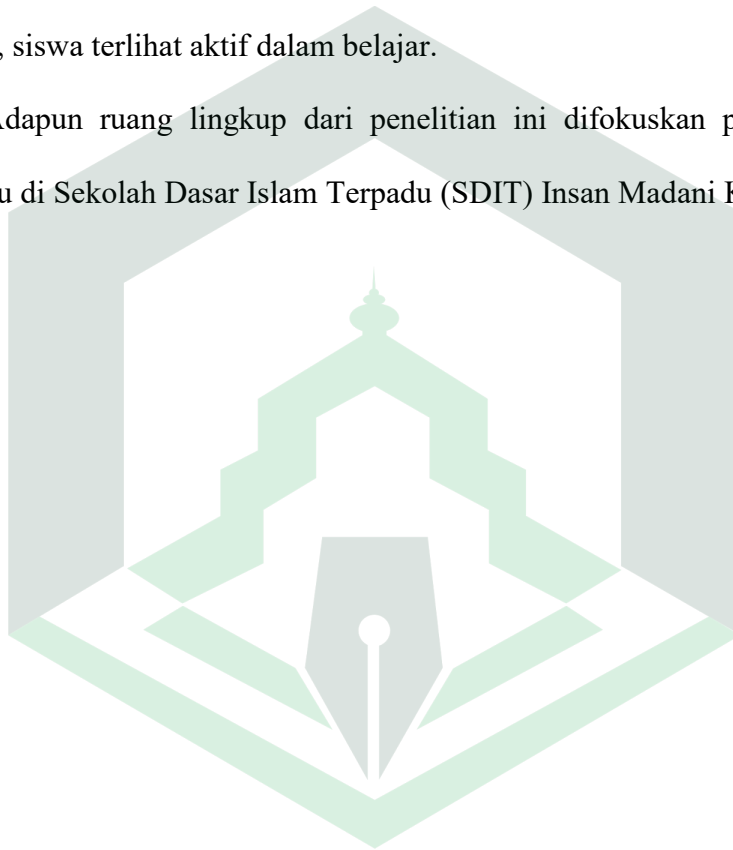 , siswa terlihat aktif dalam belajar.
Adapun ruang lingkup dari penelitian ini difokuskan p
u di Sekolah Dasar Islam Terpadu (SDIT) Insan Madani K